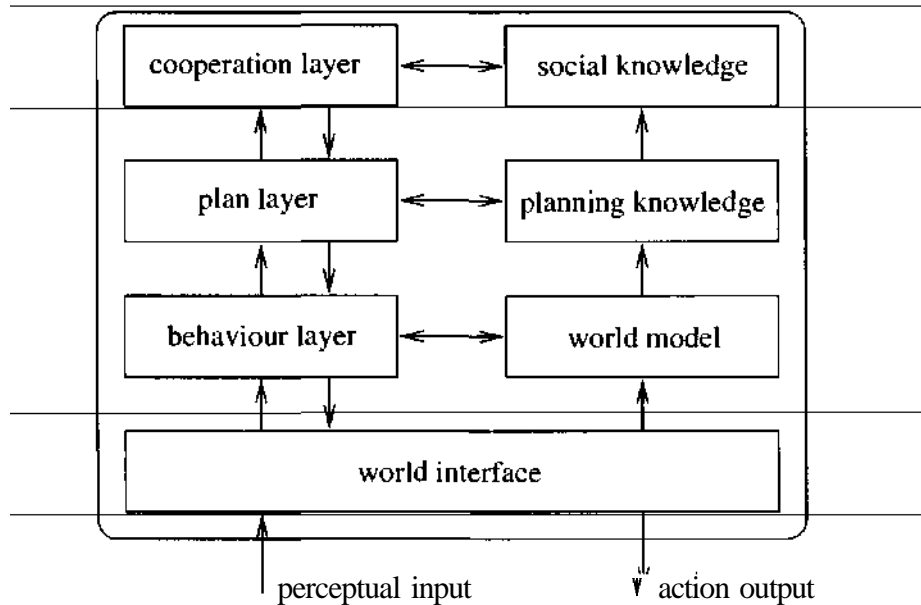 cooperation layer
social knowledge
plan layer
planning knowledge
behaviour layer
world model
world interface
perceptual input
action output